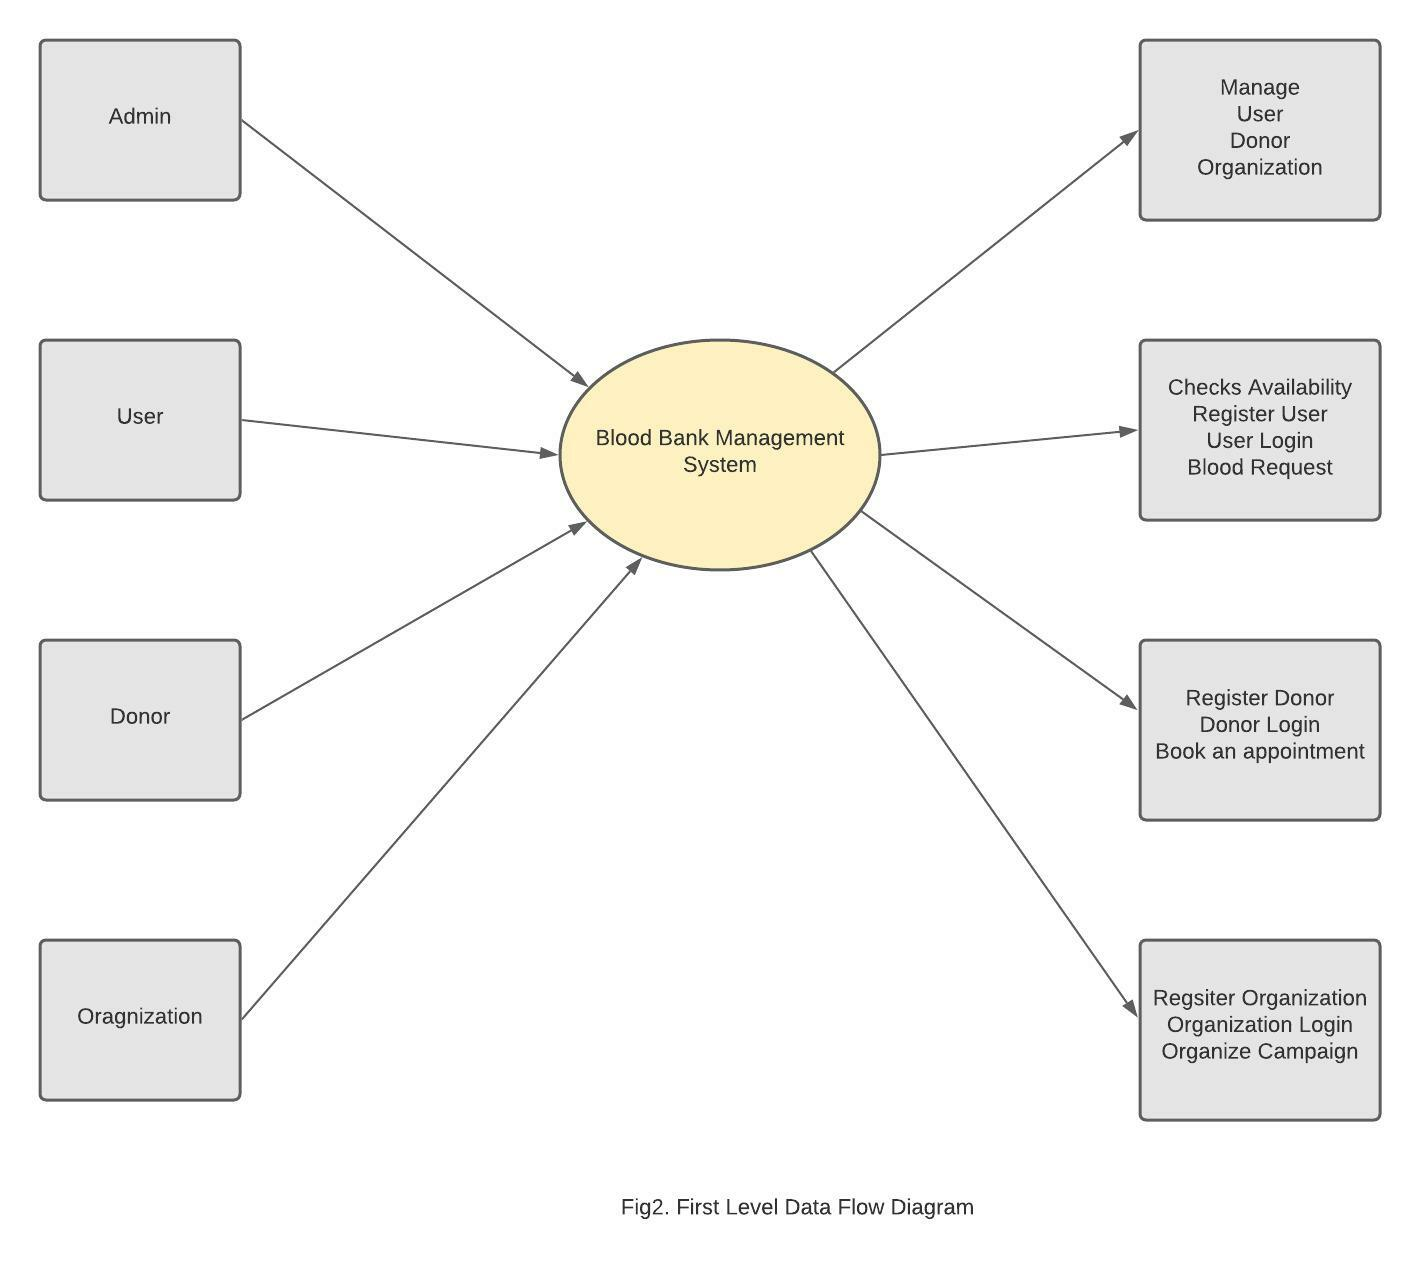 Admin
User
Donor
Oragnization
Blood Bank Management
System
Manage
User
Donor
Organization
Checks Availability
Register User
User Login
Blood Request
Register Donor
Donor Login
Book an appointment
Regsiter Organization
Organization Login
Organize Campaign
Fig2. First Level Data Flow Diagram